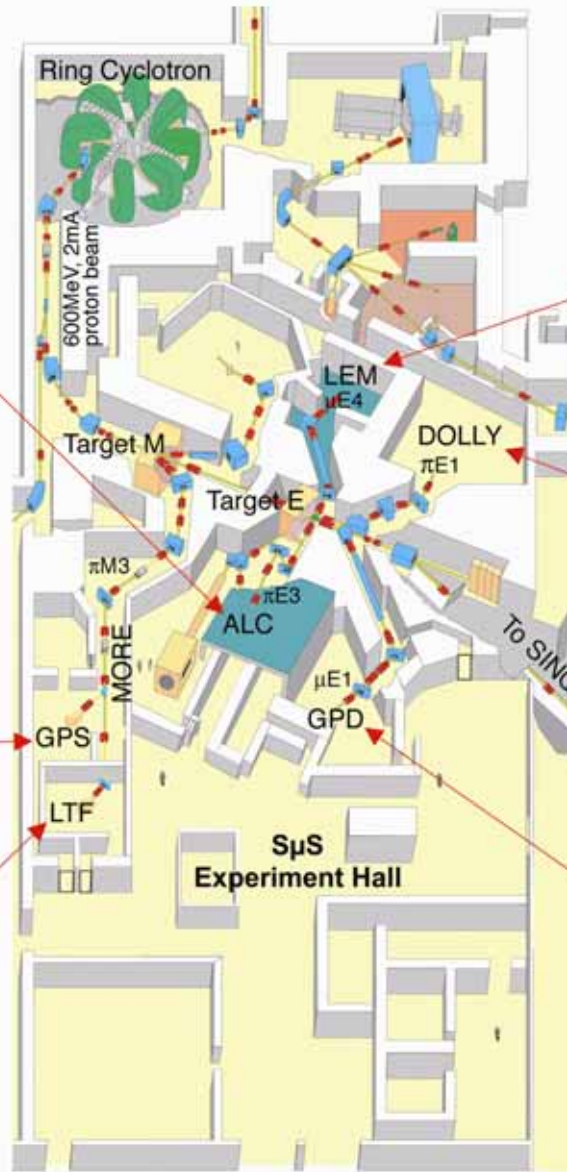 Ring Cyclotron
600MeV, 2mA
proton beam
LEM
µE4
DOLLY
πE1
Target M
Target E
πM3
πE3
ALC
MORE
µE1
GPD
To SINQ
GPS
LTF
SµS
Experiment Hall